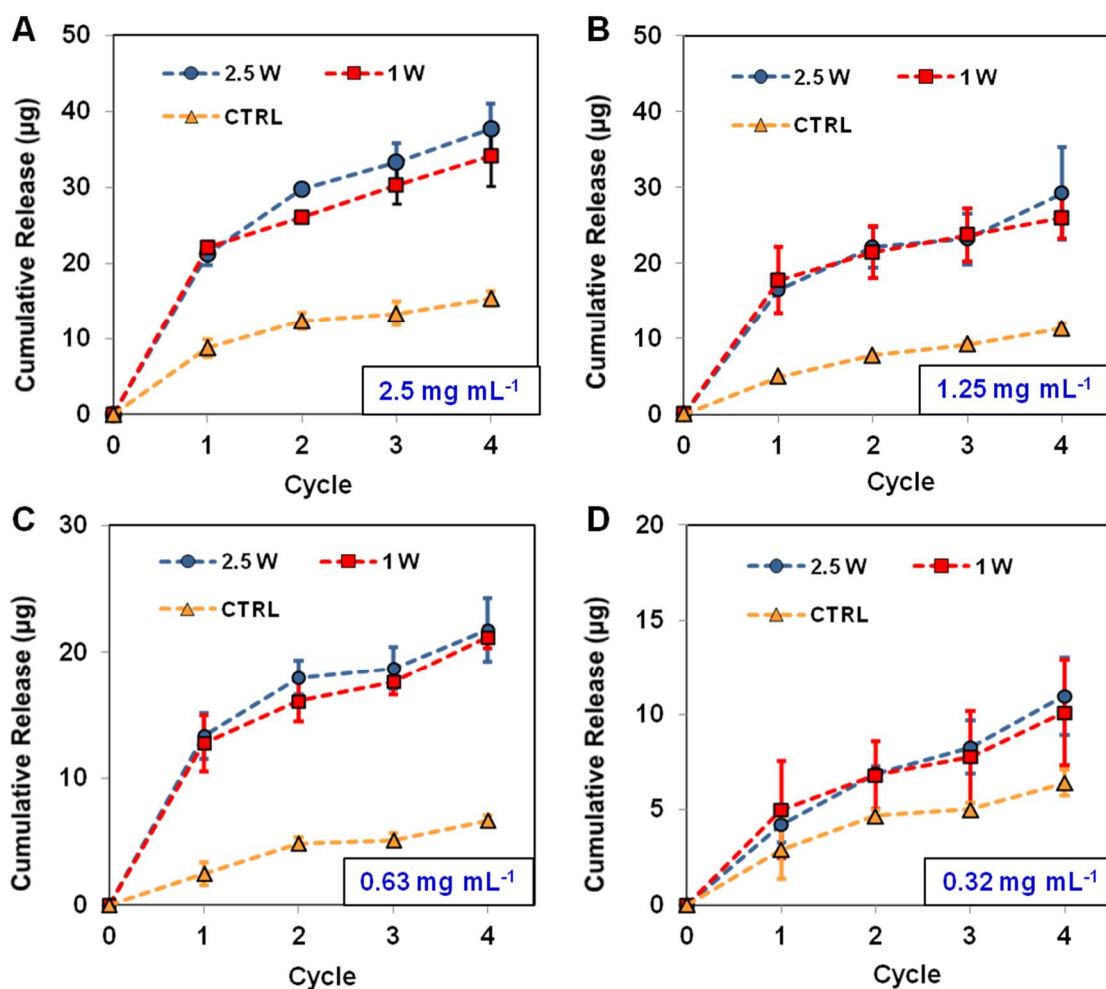 A
50
40
30
20
10
0
Cumulative Release (µg)
2.5 W
1 W
CTRL
2.5 mg mL⁻¹
0 1 2 3 4
Cycle
B
50
40
30
20
10
0
Cumulative Release (µg)
2.5 W
1 W
CTRL
1.25 mg mL⁻¹
0 1 2 3 4
Cycle
C
30
20
10
0
Cumulative Release (µg)
2.5 W
1 W
CTRL
0.63 mg mL⁻¹
0 1 2 3 4
Cycle
D
20
15
10
5
0
Cumulative Release (µg)
2.5 W
1 W
CTRL
0.32 mg mL⁻¹
0 1 2 3 4
Cycle